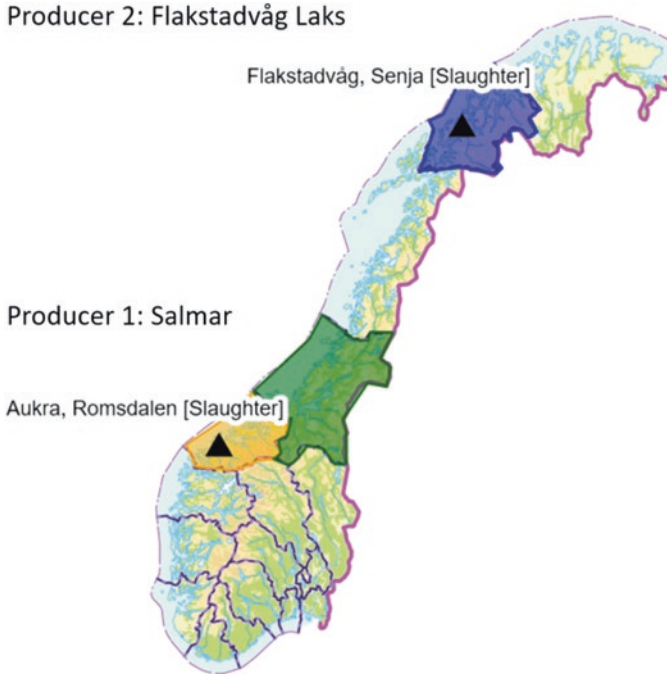 Producer 2: Flakstadvåg Laks
Flakstadvåg, Senja [Slaughter]
Producer 1: Salmar
Aukra, Romsdalen [Slaughter]